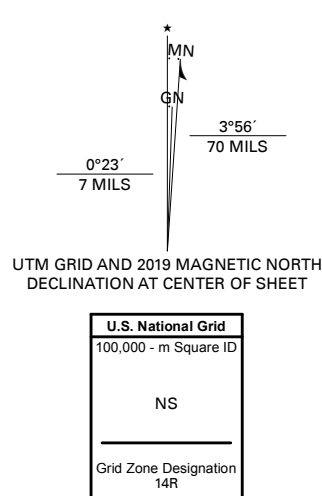 ★
MN
GN
3°56´
70 MILS
0°23´
7 MILS
UTM GRID AND 2019 MAGNETIC NORTH
DECLINATION AT CENTER OF SHEET
U.S. National Grid
100,000 - m Square ID
NS
Grid Zone Designation
14R